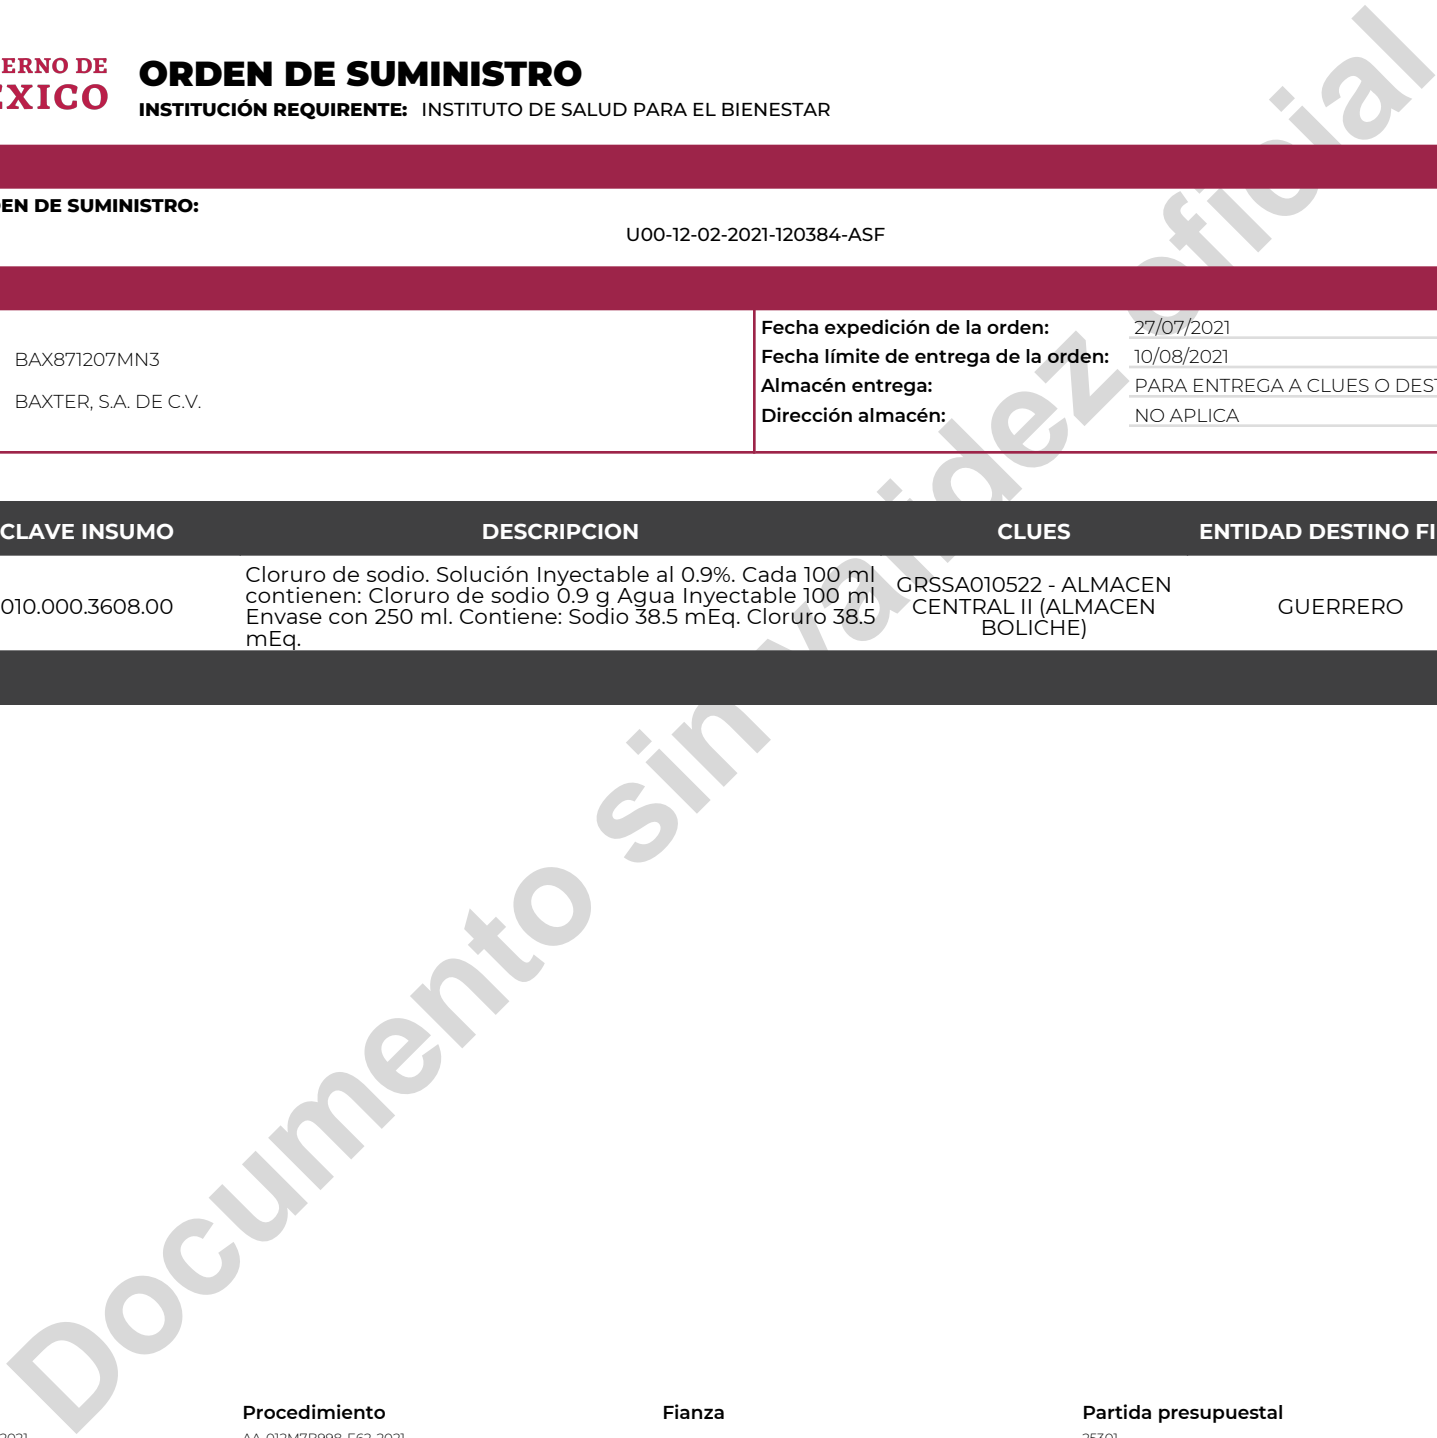 ERNO DE
EXICO
ORDEN DE SUMINISTRO
INSTITUCIÓN REQUIRENTE: INSTITUTO DE SALUD PARA EL BIENESTAR
EN DE SUMINISTRO:
U00-12-02-2021-120384-ASF
BAX871207MN3
BAXTER, S.A. DE C.V.
Fecha expedición de la orden: 27/07/2021
Fecha límite de entrega de la orden: 10/08/2021
Almacén entrega: PARA ENTREGA A CLUES O DEST
Dirección almacén: NO APLICA
CLAVE INSUMO DESCRIPCION CLUES ENTIDAD DESTINO FI
010.000.3608.00
Cloruro de sodio. Solución Inyectable al 0.9%. Cada 100 ml
contienen: Cloruro de sodio 0.9 g Agua Inyectable 100 ml
Envase con 250 ml. Contiene: Sodio 38.5 mEq. Cloruro 38.5
mEq.
GRSSA010522 - ALMACEN
CENTRAL II (ALMACEN
BOLICHE)
GUERRERO
Documento sin validez oficial
Procedimiento Fianza Partida presupuestal